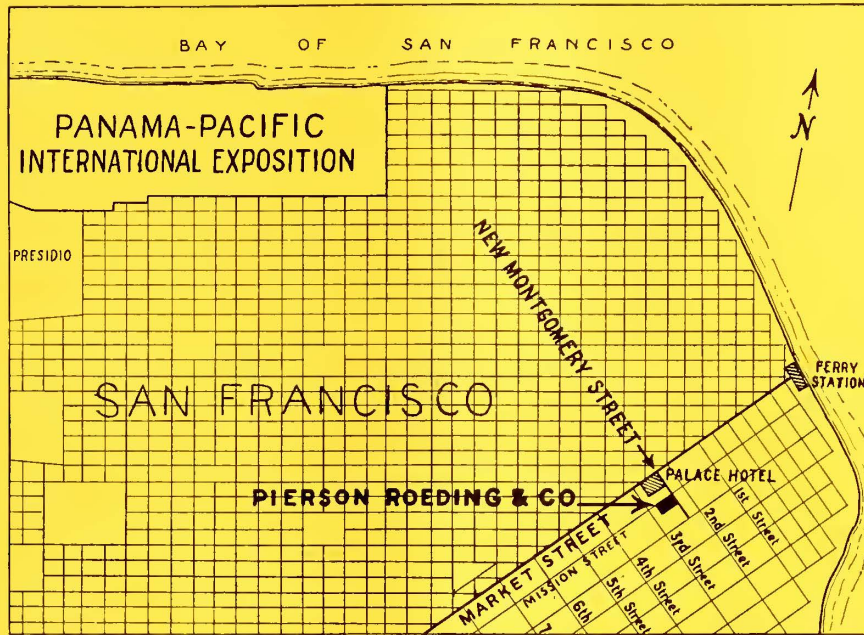 BAY OF SAN FRANCISCO
PANAMA-PACIFIC
INTERNATIONAL EXPOSITION
N
PRESIDIO
NEW MONTGOMERY STREET
FERRY
STATION
SAN FRANCISCO
PALACE HOTEL
PIERSON ROEDING & CO
MARKET STREET
MISSION STREET
1st Street
2nd Street
3rd Street
4th Street
5th Street
6th
7